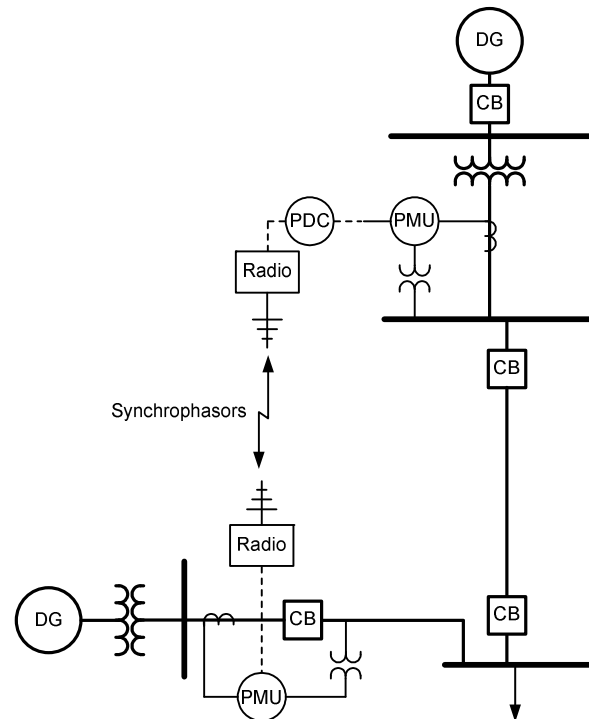 DG
CB
PDC
PMU
Radio
CB
Synchrophasors
Radio
DG
CB
CB
PMU